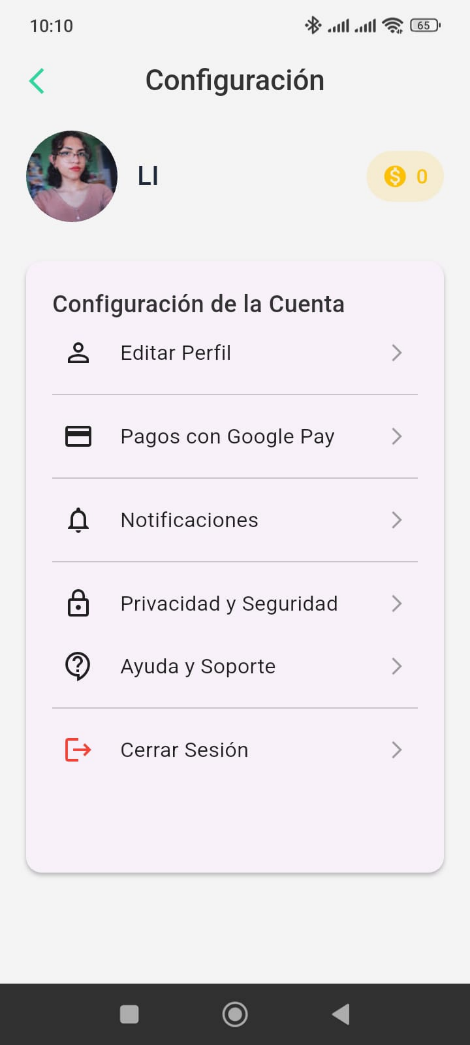 10:10
65
Configuración
LI
0
Configuración de la Cuenta
Editar Perfil
Pagos con Google Pay
Notificaciones
Privacidad y Seguridad
Ayuda y Soporte
Cerrar Sesión